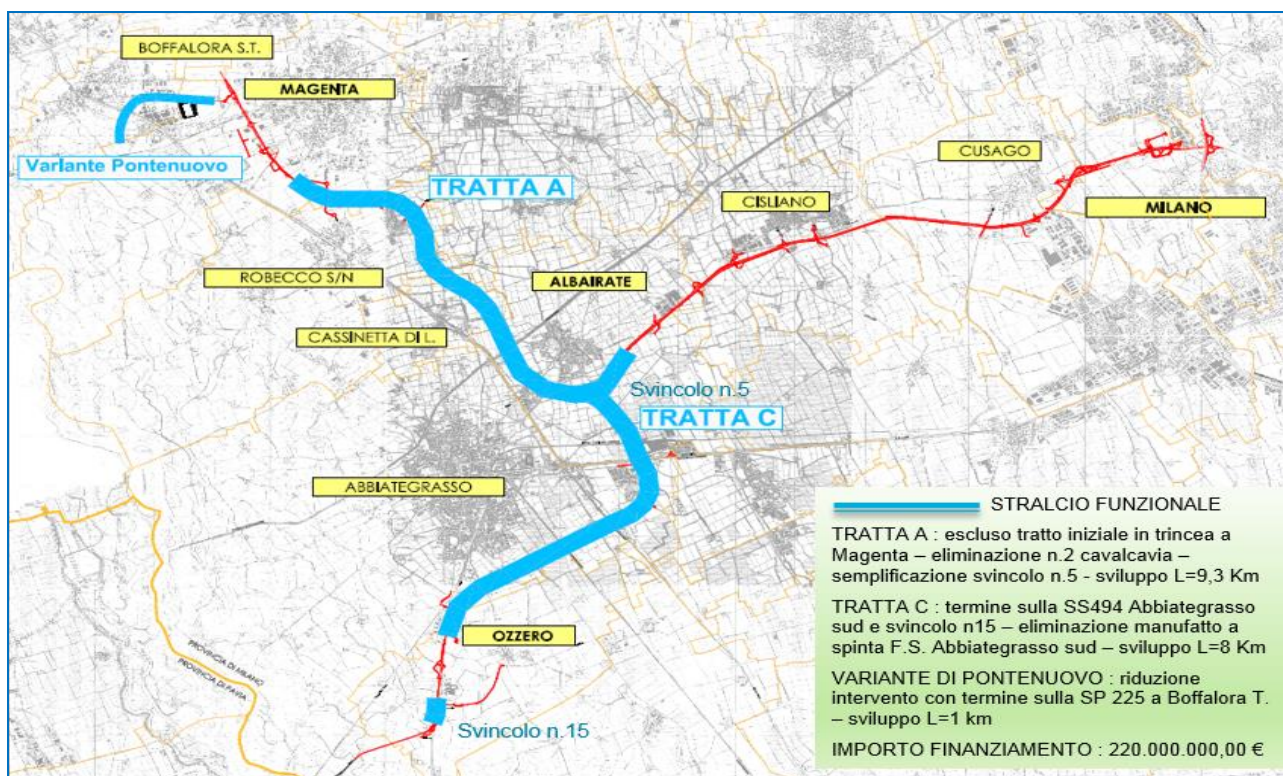 BOFFALORA S.T.
MAGENTA
Variante Pontenuovo
TRATTA A
CUSAGO
CISLIANO
MILANO
ROBECCO S/N
ALBAIRATE
CASSINETTA DI L.
Svincolo n.5
TRATTA C
ABBIATEGRASSO
OZZERO
Svincolo n.15
PROVINCIA DI MILANO
PROVINCIA DI PAVIA
STRALCIO FUNZIONALE
TRATTA A : escluso tratto iniziale in trincea a
Magenta – eliminazione n.2 cavalcavia –
semplificazione svincolo n.5 - sviluppo L=9,3 Km
TRATTA C : termine sulla SS494 Abbiategrasso
sud e svincolo n15 – eliminazione manufatto a
spinta F.S. Abbiategrasso sud – sviluppo L=8 Km
VARIANTE DI PONTENUOVO : riduzione
intervento con termine sulla SP 225 a Boffalora T.
– sviluppo L=1 km
IMPORTO FINANZIAMENTO : 220.000.000,00 €